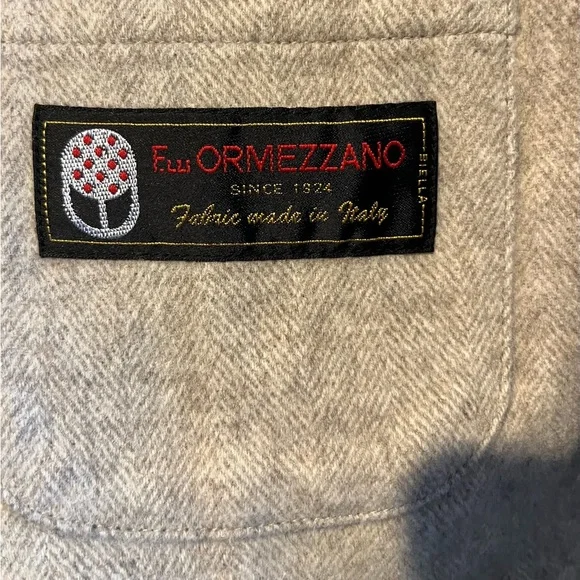 F.LLI ORMEZZANO
SINCE 1924
Fabric made in Italy
BIELLA